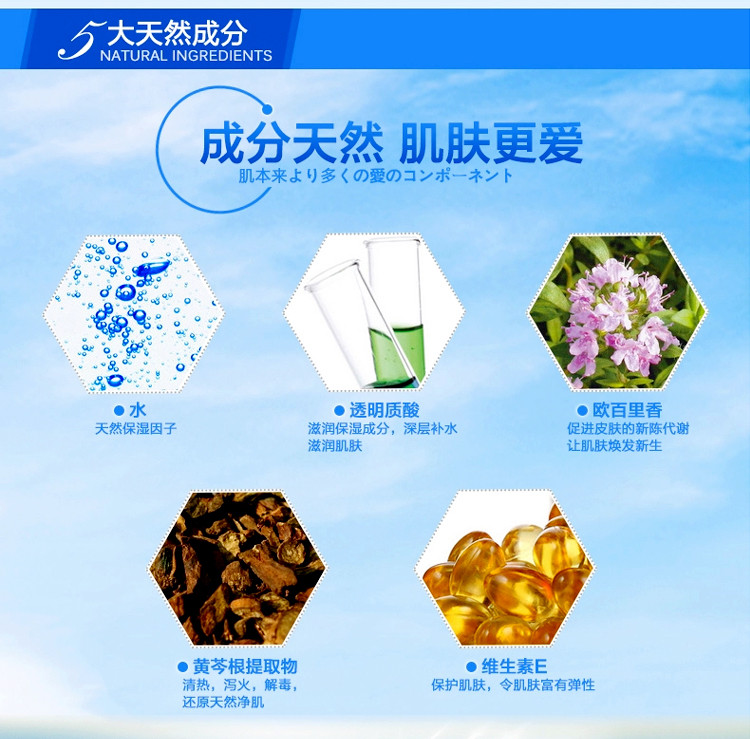 5大天然成分
NATURAL INGREDIENTS
成分天然 肌肤更爱
肌本来より多くの愛のコンポーネント
水
天然保湿因子
透明质酸
滋润保湿成分，深层补水
滋润肌肤
欧百里香
促进皮肤的新陈代谢
让肌肤焕发新生
黄芩根提取物
清热，泻火，解毒，
还原天然净肌
维生素E
保护肌肤，令肌肤富有弹性